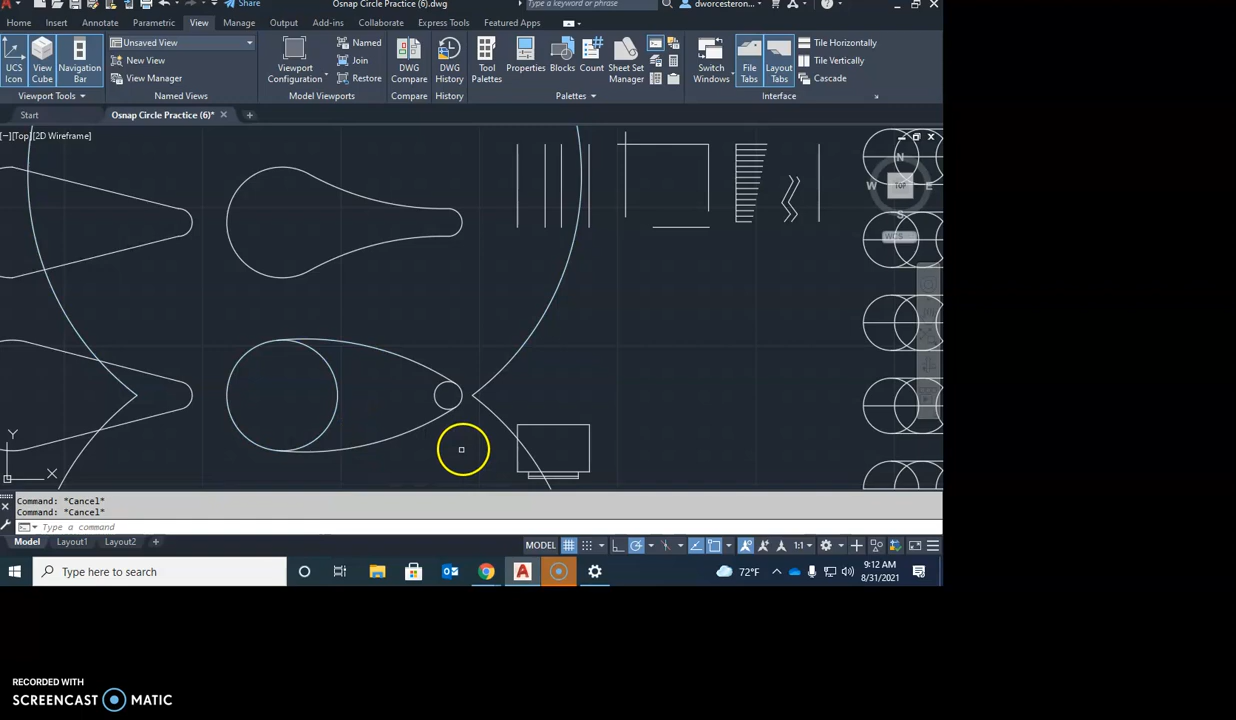 Share
Osnap Circle Practice (6).dwg
Type a keyword or phrase
dworcesteron...
Home Insert Annotate Parametric View Manage Output Add-ins Collaborate Express Tools Featured Apps
UCS Icon
View Cube
Navigation Bar
Viewport Tools
Unsaved View
New View
View Manager
Named Views
Viewport Configuration
Named
Join
Restore
Model Viewports
DWG Compare
Compare
DWG History
History
Tool Palettes
Properties
Blocks
Count
Sheet Set Manager
Palettes
Switch Windows
File Tabs
Layout Tabs
Tile Horizontally
Tile Vertically
Cascade
Interface
Start
Osnap Circle Practice (6)*
[−][Top][2D Wireframe]
N
W
TOP
E
S
WCS
Y
X
Command: *Cancel*
Command: *Cancel*
Type a command
Model Layout1 Layout2
MODEL
1:1
Type here to search
72°F
9:12 AM
8/31/2021
RECORDED WITH
SCREENCAST MATIC